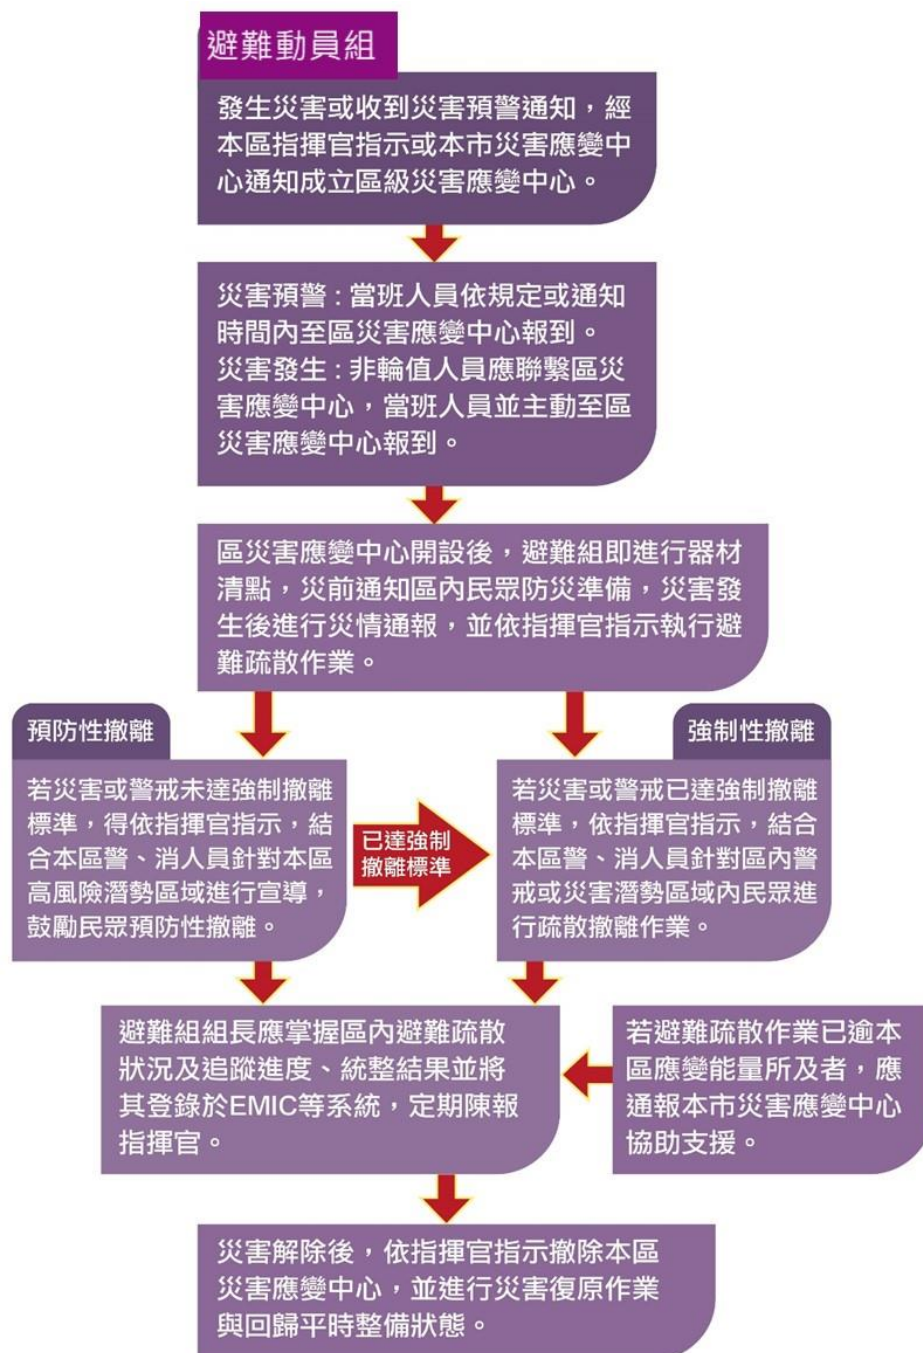 避難動員組
發生災害或收到災害預警通知，經
本區指揮官指示或本市災害應變中
心通知成立區級災害應變中心。
災害預警：當班人員依規定或通知
時間內至區災害應變中心報到。
災害發生：非輪值人員應聯繫區災
害應變中心，當班人員並主動至區
災害應變中心報到。
區災害應變中心開設後，避難組即進行器材
清點，災前通知區內民眾防災準備，災害發
生後進行災情通報，並依指揮官指示執行避
難疏散作業。
預防性撤離
若災害或警戒未達強制撤離
標準，得依指揮官指示，結
合本區警、消人員針對本區
高風險潛勢區域進行宣導，
鼓勵民眾預防性撤離。
已達強制
撤離標準
強制性撤離
若災害或警戒已達強制撤離
標準，依指揮官指示，結合
本區警、消人員針對區內警
戒或災害潛勢區域內民眾進
行疏散撤離作業。
避難組組長應掌握區內避難疏散
狀況及追蹤進度、統整結果並將
其登錄於EMIC等系統，定期陳報
指揮官。
若避難疏散作業已逾本
區應變能量所及者，應
通報本市災害應變中心
協助支援。
災害解除後，依指揮官指示撤除本區
災害應變中心，並進行災害復原作業
與回歸平時整備狀態。